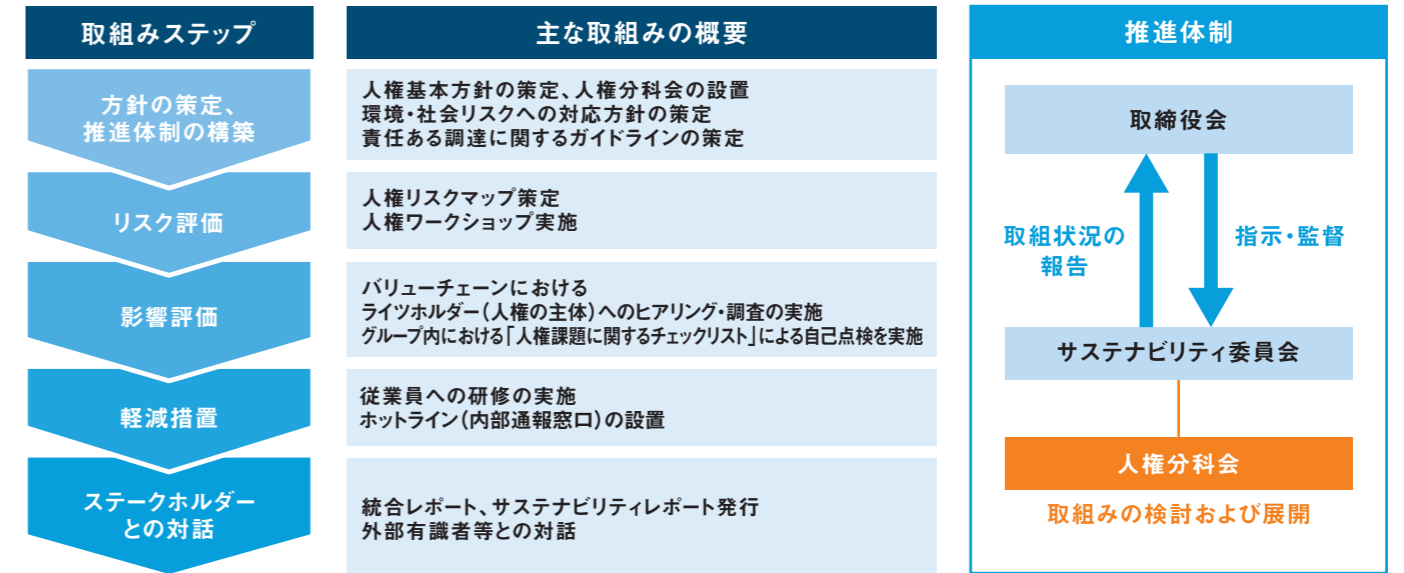 取組みステップ
主な取組みの概要
方針の策定、
推進体制の構築
人権基本方針の策定、人権分科会の設置
環境・社会リスクへの対応方針の策定
責任ある調達に関するガイドラインの策定
リスク評価
人権リスクマップ策定
人権ワークショップ実施
影響評価
バリューチェーンにおける
ライツホルダー（人権の主体）へのヒアリング・調査の実施
グループ内における「人権課題に関するチェックリスト」による自己点検を実施
軽減措置
従業員への研修の実施
ホットライン（内部通報窓口）の設置
ステークホルダー
との対話
統合レポート、サステナビリティレポート発行
外部有識者等との対話
推進体制
取締役会
取組状況の
報告
指示・監督
サステナビリティ委員会
人権分科会
取組みの検討および展開